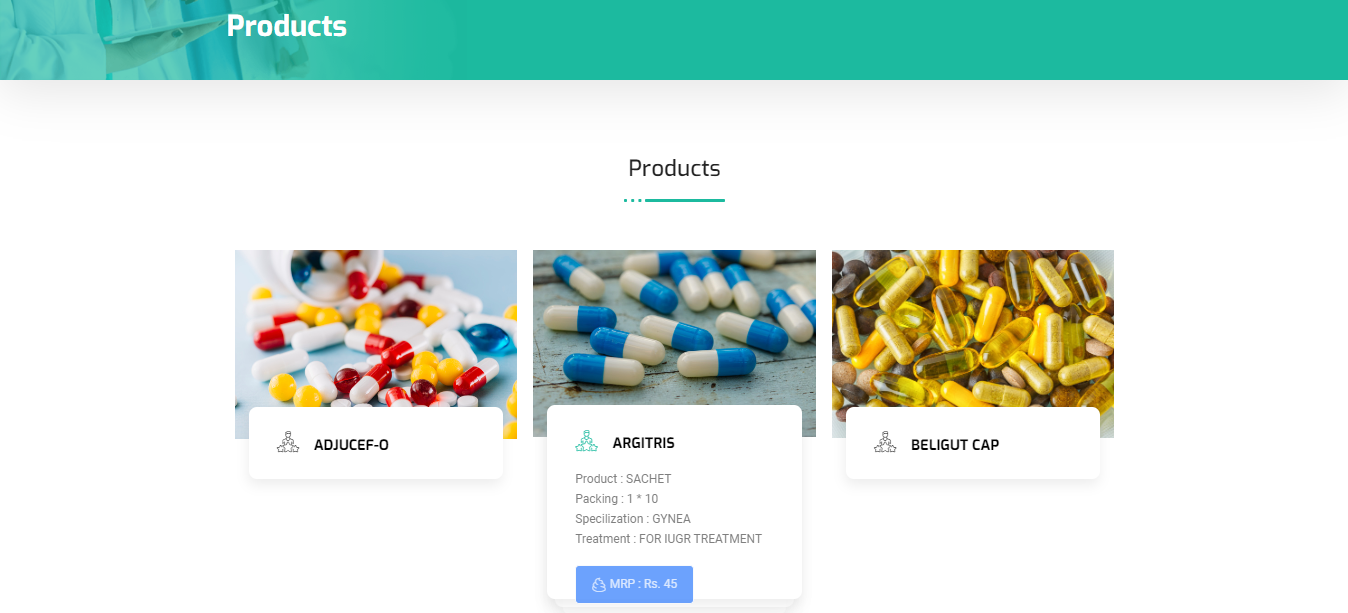 Products
Products
ADJUCEF-O
ARGITRIS
Product : SACHET
Packing : 1 * 10
Specilization : GYNEA
Treatment : FOR IUGR TREATMENT
MRP : Rs. 45
BELIGUT CAP